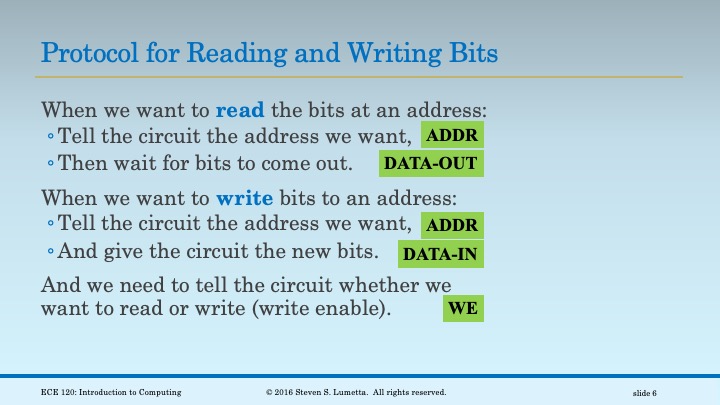 Protocol for Reading and Writing Bits
When we want to read the bits at an address:
◦Tell the circuit the address we want, ADDR
◦Then wait for bits to come out. DATA-OUT
When we want to write bits to an address:
◦Tell the circuit the address we want, ADDR
◦And give the circuit the new bits. DATA-IN
And we need to tell the circuit whether we
want to read or write (write enable). WE
ECE 120: Introduction to Computing © 2016 Steven S. Lumetta. All rights reserved. slide 6